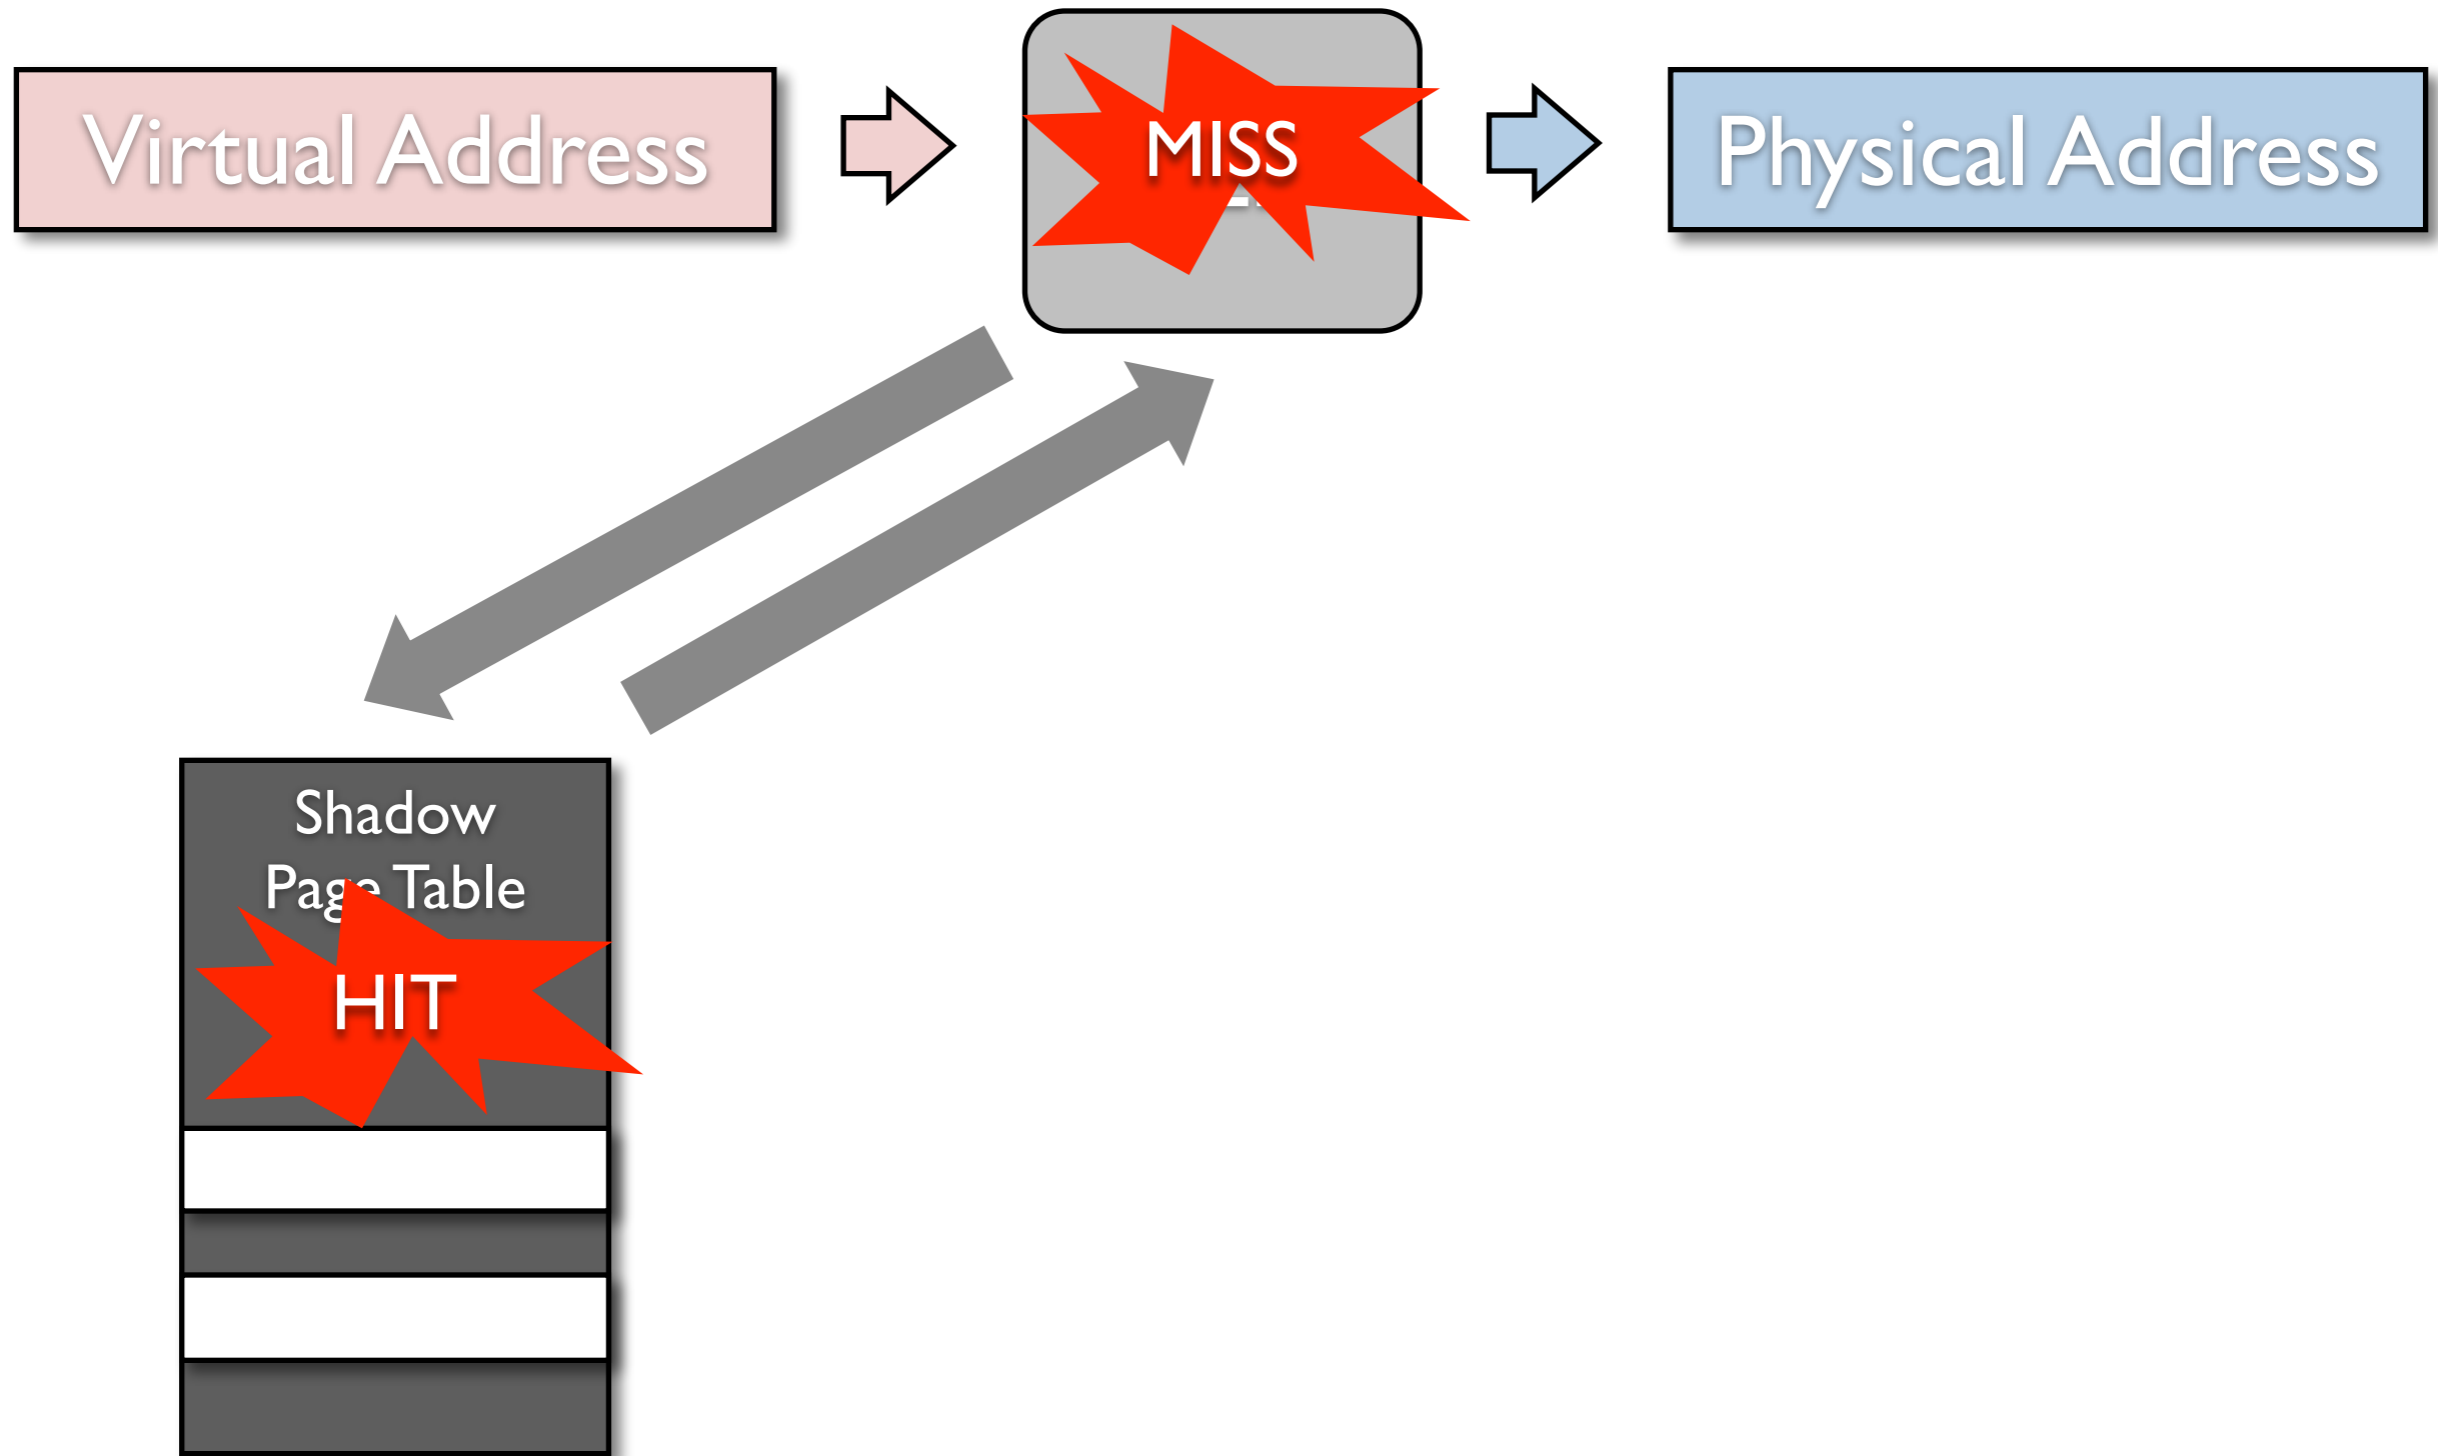 Virtual Address
MISS
Physical Address
Shadow
Page Table
HIT